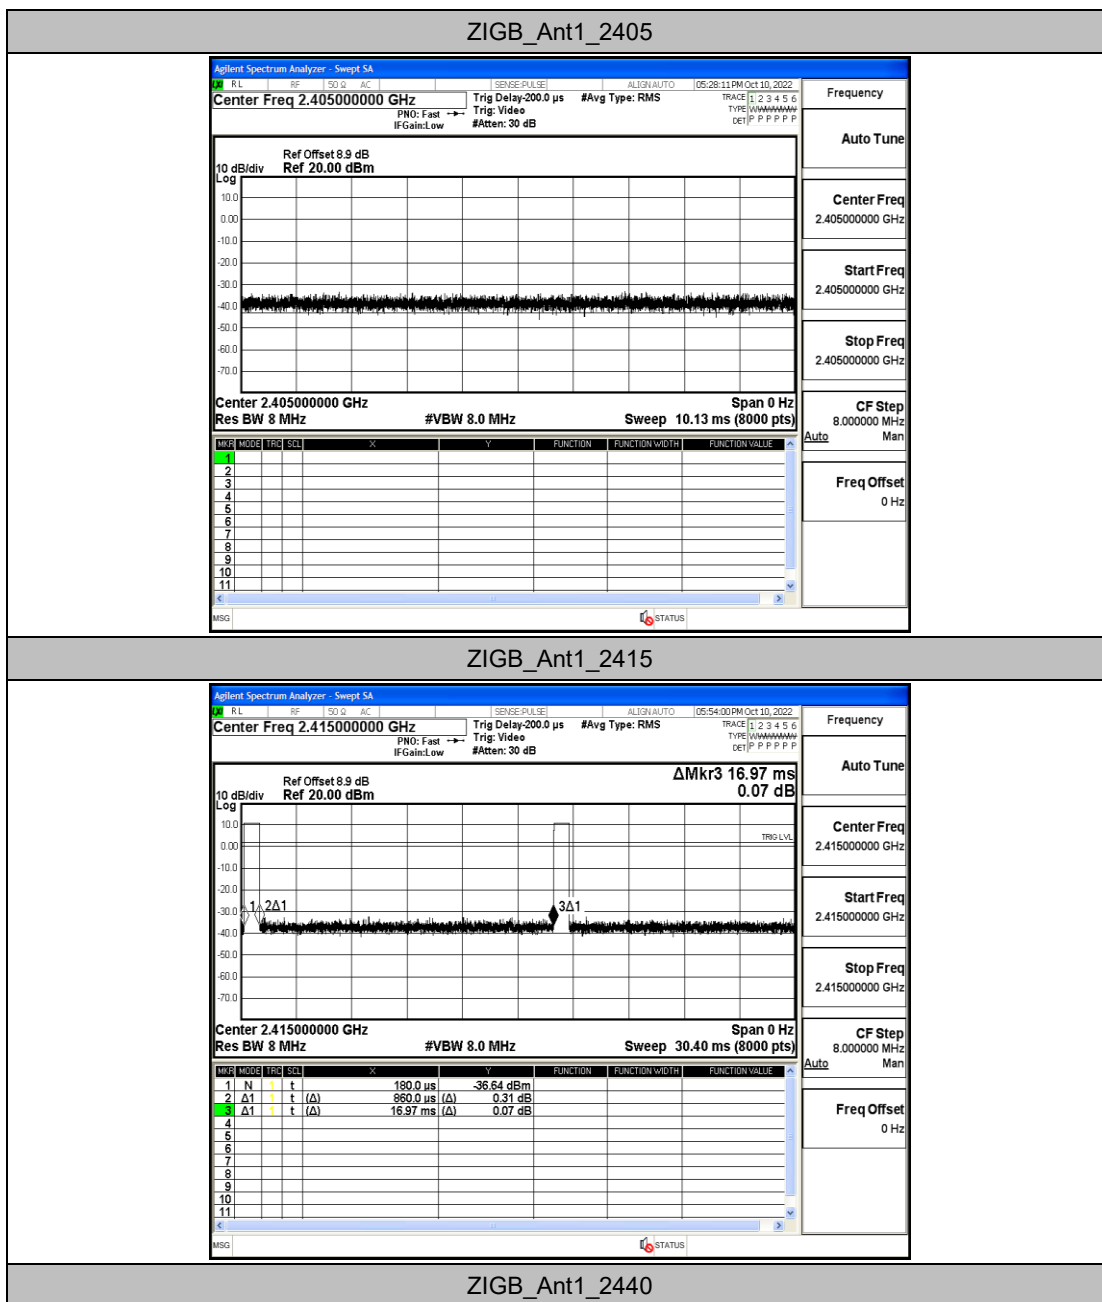 ZIGB_Ant1_2405
Agilent Spectrum Analyzer - Swept SA
LXI RL RF 50 Ω AC SENSE:PULSE ALIGN AUTO 05:28:11 PM Oct 10, 2022
Center Freq 2.405000000 GHz Trig Delay-200.0 µs #Avg Type: RMS TRACE 1 2 3 4 5 6
PNO: Fast Trig: Video TYPE
IFGain:Low #Atten: 30 dB DET P P P P P P
Ref Offset 8.9 dB
10 dB/div Ref 20.00 dBm
Log
10.0
0.00
-10.0
-20.0
-30.0
-40.0
-50.0
-60.0
-70.0
Center 2.405000000 GHz Span 0 Hz
Res BW 8 MHz #VBW 8.0 MHz Sweep 10.13 ms (8000 pts)
MKR MODE TRC SCL X Y FUNCTION FUNCTION WIDTH FUNCTION VALUE
1
2
3
4
5
6
7
8
9
10
11
MSG STATUS
Frequency
Auto Tune
Center Freq
2.405000000 GHz
Start Freq
2.405000000 GHz
Stop Freq
2.405000000 GHz
CF Step
8.000000 MHz
Auto Man
Freq Offset
0 Hz
ZIGB_Ant1_2415
Agilent Spectrum Analyzer - Swept SA
LXI RL RF 50 Ω AC SENSE:PULSE ALIGN AUTO 05:54:00 PM Oct 10, 2022
Center Freq 2.415000000 GHz Trig Delay-200.0 µs #Avg Type: RMS TRACE 1 2 3 4 5 6
PNO: Fast Trig: Video TYPE
IFGain:Low #Atten: 30 dB DET P P P P P P
ΔMkr3 16.97 ms
Ref Offset 8.9 dB
10 dB/div Ref 20.00 dBm 0.07 dB
Log
10.0
TRIG LVL
0.00
-10.0
-20.0
1 2Δ1 3Δ1
-30.0
-40.0
-50.0
-60.0
-70.0
Center 2.415000000 GHz Span 0 Hz
Res BW 8 MHz #VBW 8.0 MHz Sweep 30.40 ms (8000 pts)
MKR MODE TRC SCL X Y FUNCTION FUNCTION WIDTH FUNCTION VALUE
1 N 1 t 180.0 µs -36.64 dBm
2 Δ1 1 t (Δ) 860.0 µs (Δ) 0.31 dB
3 Δ1 1 t (Δ) 16.97 ms (Δ) 0.07 dB
4
5
6
7
8
9
10
11
MSG STATUS
Frequency
Auto Tune
Center Freq
2.415000000 GHz
Start Freq
2.415000000 GHz
Stop Freq
2.415000000 GHz
CF Step
8.000000 MHz
Auto Man
Freq Offset
0 Hz
ZIGB_Ant1_2440